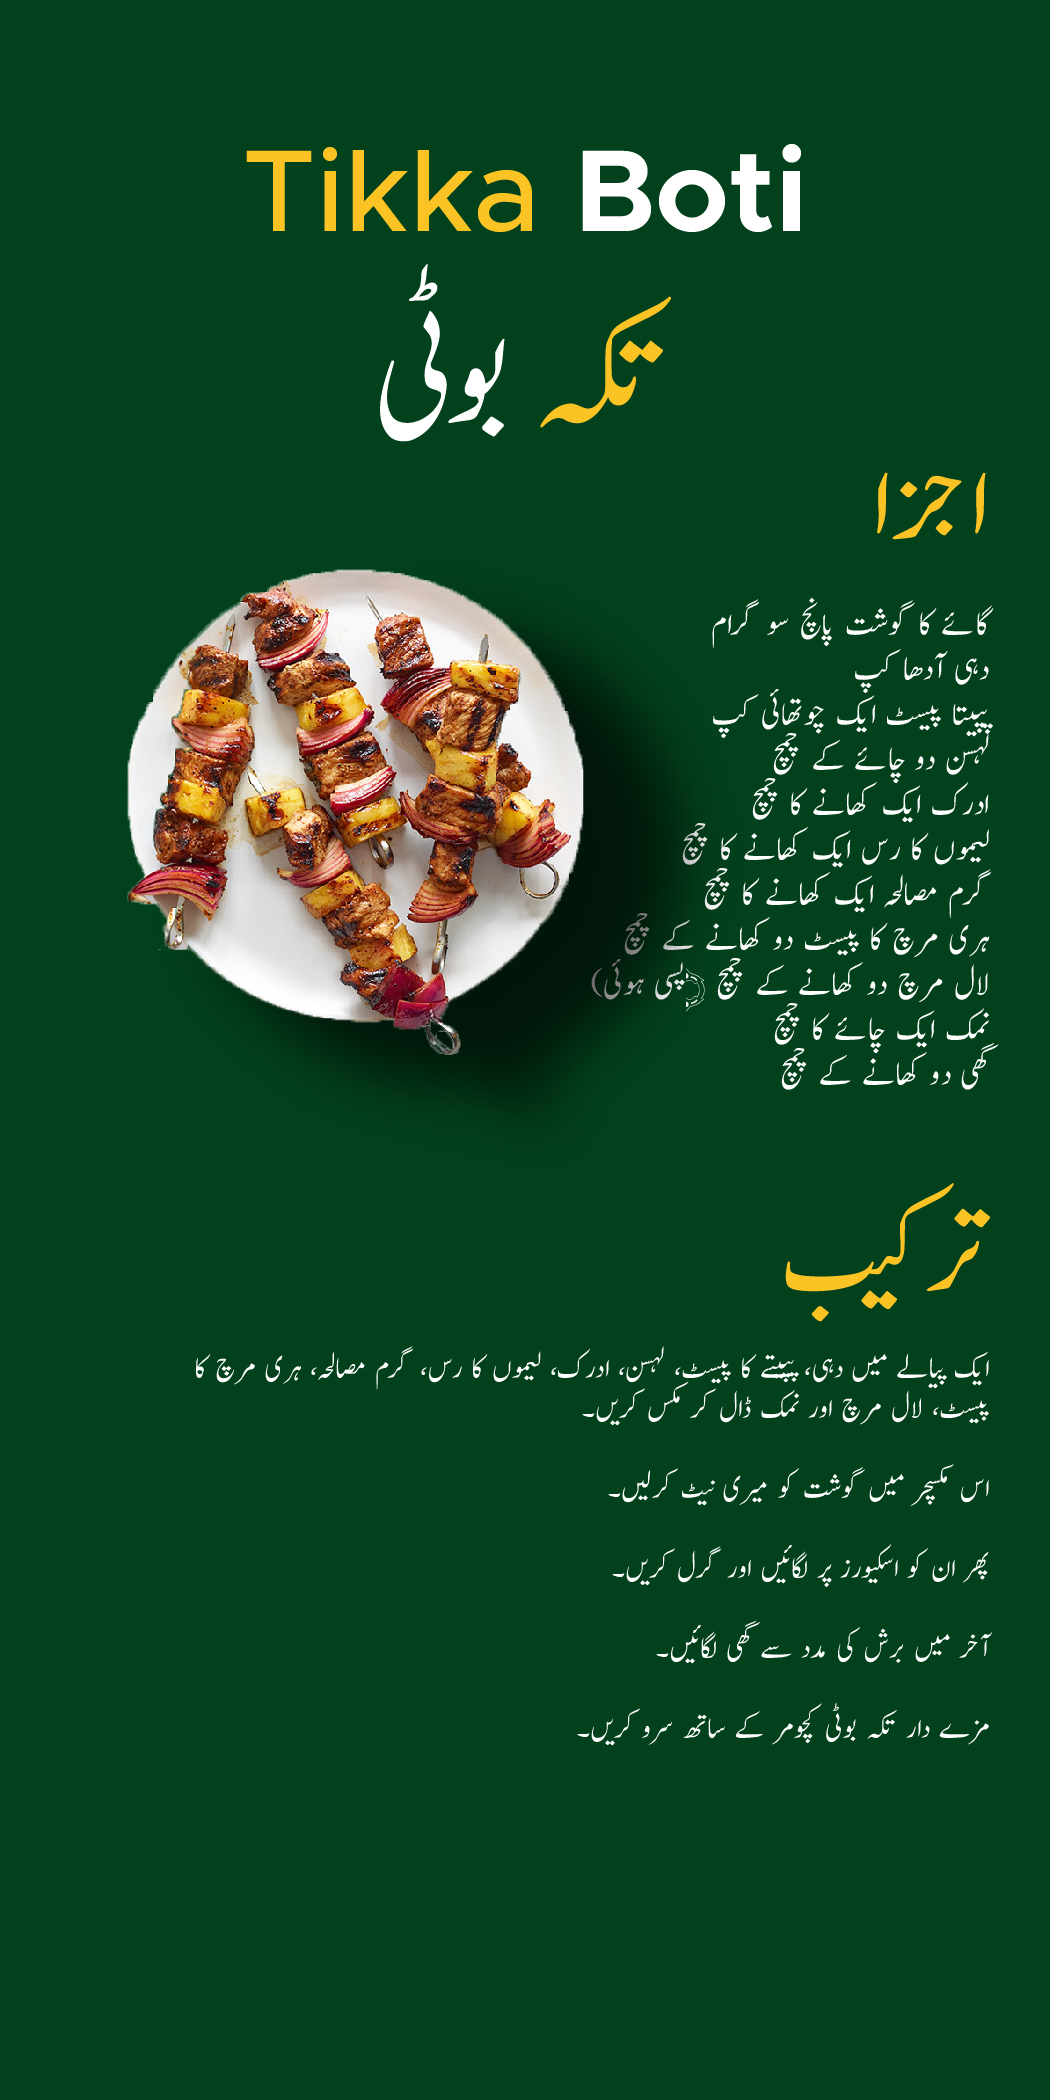 Tikka Boti
تکہ بوٹی
اجزا
گائے کا گوشت پانچ سو گرام
دہی آدھا کپ
پپیتا پیسٹ ایک چوتھائی کپ
لہسن دو چائے کے چمچ
ادرک ایک کھانے کا چمچ
لیموں کا رس ایک کھانے کا چمچ
گرم مصالحہ ایک کھانے کا چمچ
ہری مرچ کا پیسٹ دو کھانے کے چمچ
لال مرچ دو کھانے کے چمچ ﴿پسی ہوئی)
نمک ایک چائے کا چمچ
گھی دو کھانے کے چمچ
ترکیب
ایک پیالے میں دہی، پپیتے کا پیسٹ، لہسن، ادرک، لیموں کا رس، گرم مصالحہ، ہری مرچ کا
پیسٹ، لال مرچ اور نمک ڈال کر مکس کریں۔
اس مکسچر میں گوشت کو میری نیٹ کرلیں۔
پھر ان کو اسکیورز پر لگائیں اور گرل کریں۔
آخر میں برش کی مدد سے گھی لگائیں۔
مزے دار تکہ بوٹی کچومر کے ساتھ سرو کریں۔